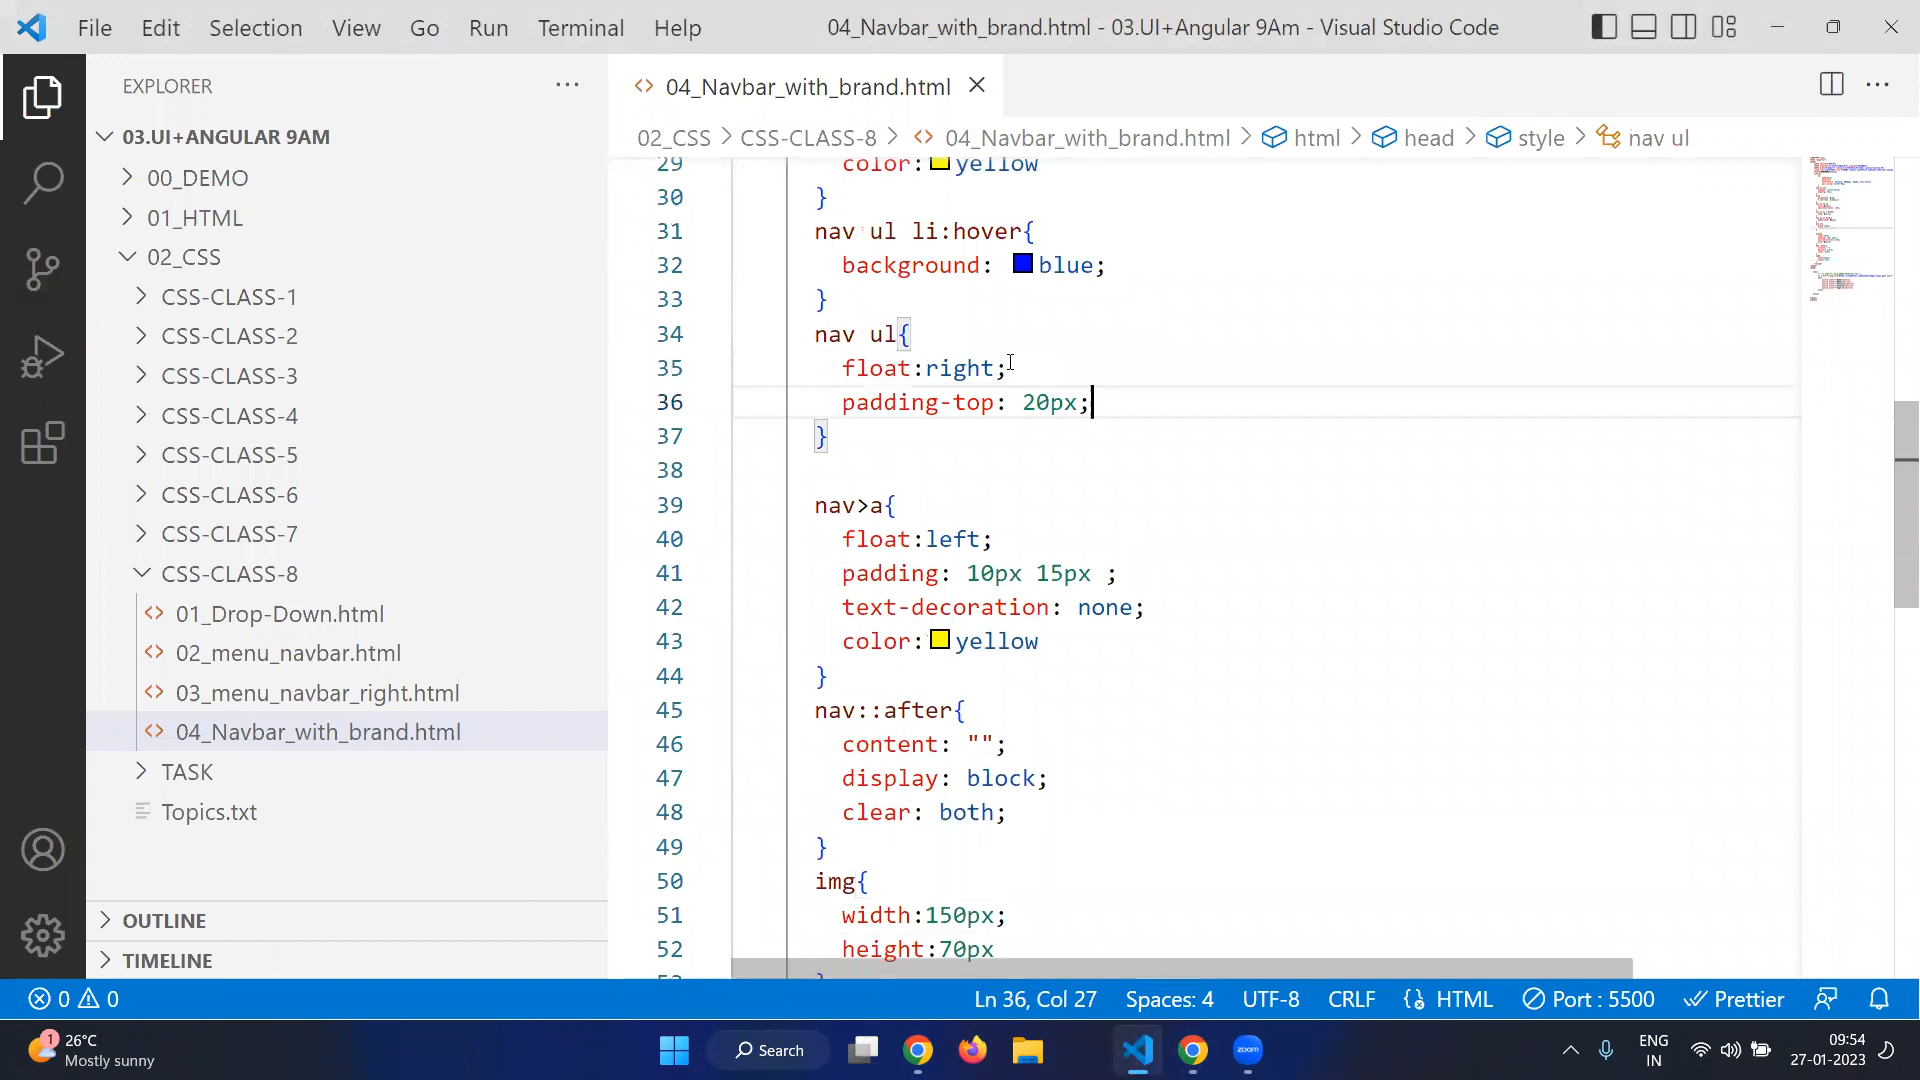 File Edit Selection View Go Run Terminal Help
04_Navbar_with_brand.html - 03.UI+Angular 9Am - Visual Studio Code
EXPLORER
03.UI+ANGULAR 9AM
00_DEMO
01_HTML
02_CSS
CSS-CLASS-1
CSS-CLASS-2
CSS-CLASS-3
CSS-CLASS-4
CSS-CLASS-5
CSS-CLASS-6
CSS-CLASS-7
CSS-CLASS-8
01_Drop-Down.html
02_menu_navbar.html
03_menu_navbar_right.html
04_Navbar_with_brand.html
TASK
Topics.txt
OUTLINE
TIMELINE
04_Navbar_with_brand.html
02_CSS > CSS-CLASS-8 > 04_Navbar_with_brand.html > html > head > style > nav ul
29 color:yellow
30 }
31 nav ul li:hover{
32 background: blue;
33 }
34 nav ul{
35 float:right;
36 padding-top: 20px;
37 }
38
39 nav>a{
40 float:left;
41 padding: 10px 15px ;
42 text-decoration: none;
43 color:yellow
44 }
45 nav::after{
46 content: "";
47 display: block;
48 clear: both;
49 }
50 img{
51 width:150px;
52 height:70px
0 0 Ln 36, Col 27 Spaces: 4 UTF-8 CRLF HTML Port : 5500 Prettier
1 26°C
Mostly sunny
Search
zoom
ENG
IN
09:54
27-01-2023